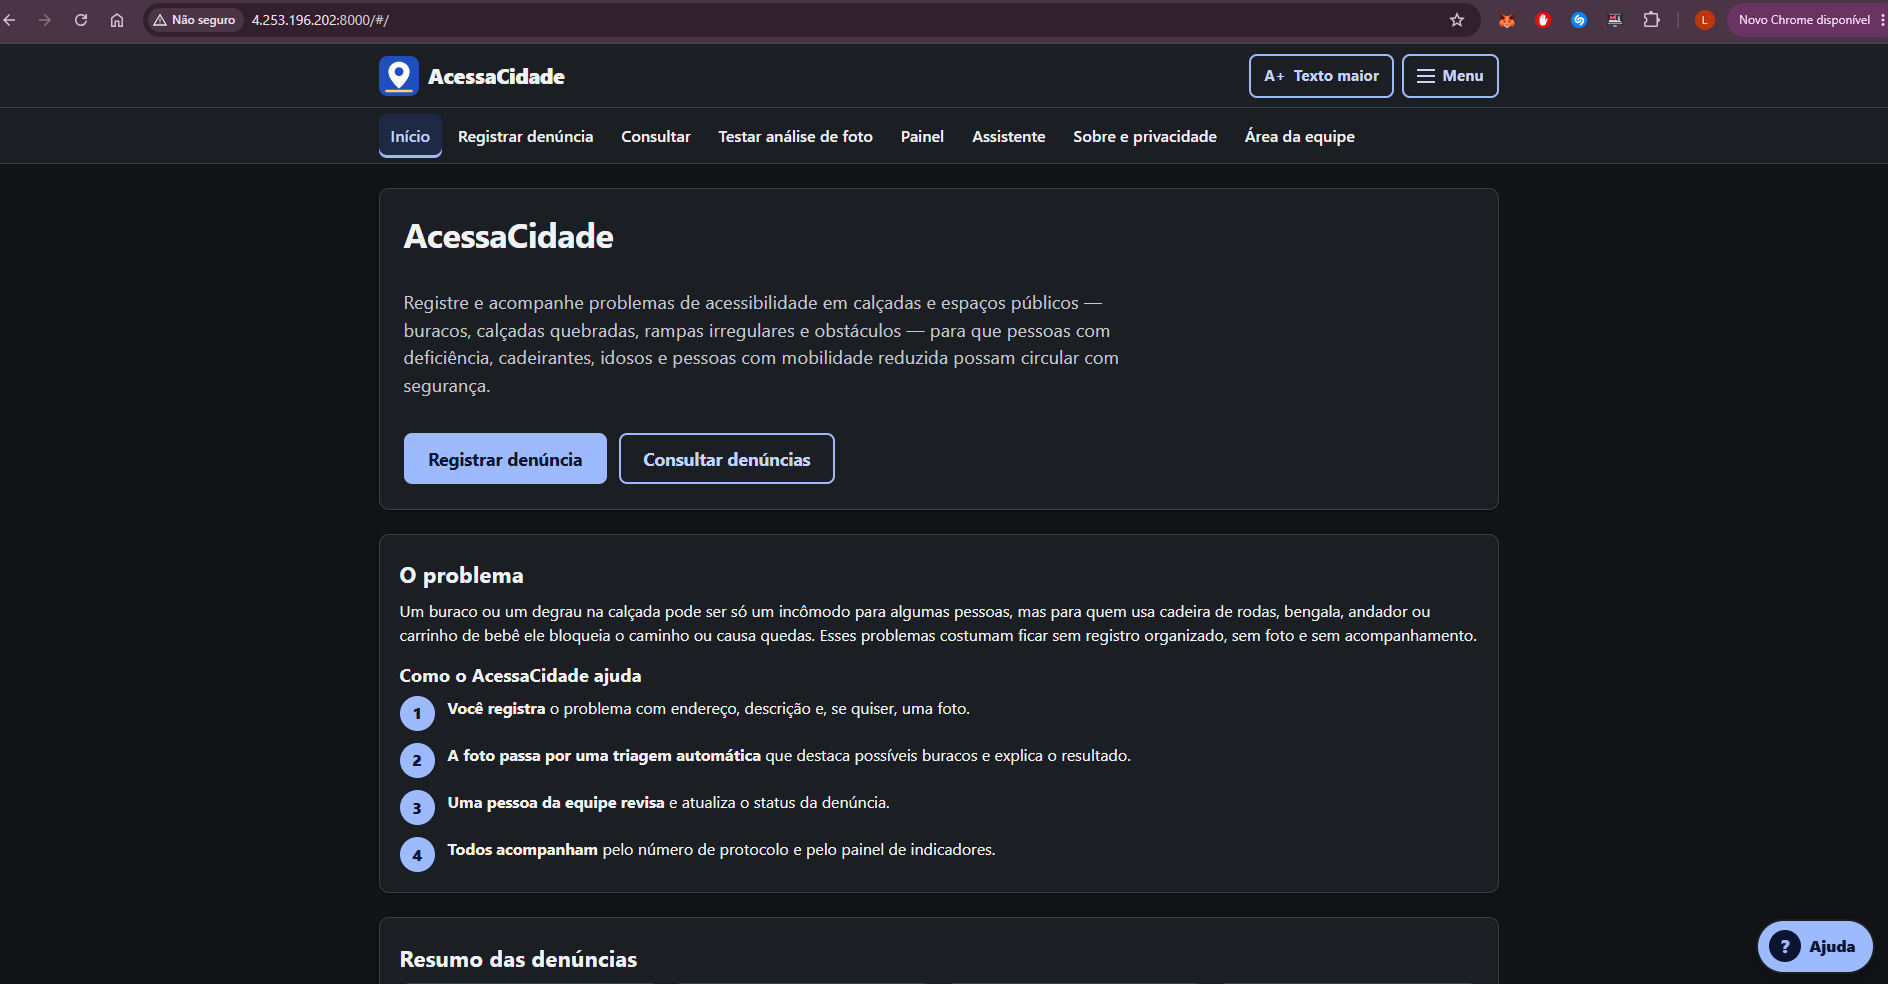 Não seguro
4.253.196.202:8000/#/
L
Novo Chrome disponível
AcessaCidade
A+ Texto maior
Menu
Início
Registrar denúncia
Consultar
Testar análise de foto
Painel
Assistente
Sobre e privacidade
Área da equipe
AcessaCidade
Registre e acompanhe problemas de acessibilidade em calçadas e espaços públicos —
buracos, calçadas quebradas, rampas irregulares e obstáculos — para que pessoas com
deficiência, cadeirantes, idosos e pessoas com mobilidade reduzida possam circular com
segurança.
Registrar denúncia
Consultar denúncias
O problema
Um buraco ou um degrau na calçada pode ser só um incômodo para algumas pessoas, mas para quem usa cadeira de rodas, bengala, andador ou
carrinho de bebê ele bloqueia o caminho ou causa quedas. Esses problemas costumam ficar sem registro organizado, sem foto e sem acompanhamento.
Como o AcessaCidade ajuda
1 Você registra o problema com endereço, descrição e, se quiser, uma foto.
2 A foto passa por uma triagem automática que destaca possíveis buracos e explica o resultado.
3 Uma pessoa da equipe revisa e atualiza o status da denúncia.
4 Todos acompanham pelo número de protocolo e pelo painel de indicadores.
Resumo das denúncias
? Ajuda